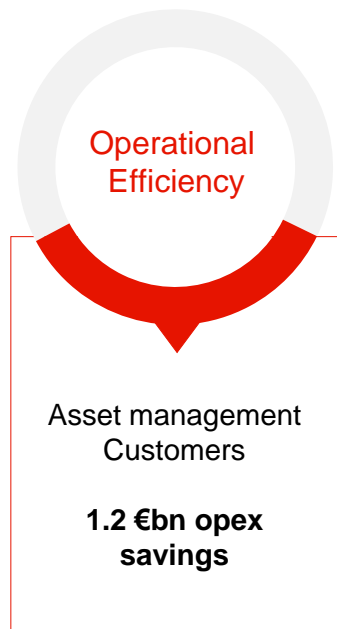 Operational
Efficiency
Asset management
Customers
1.2 €bn opex
savings